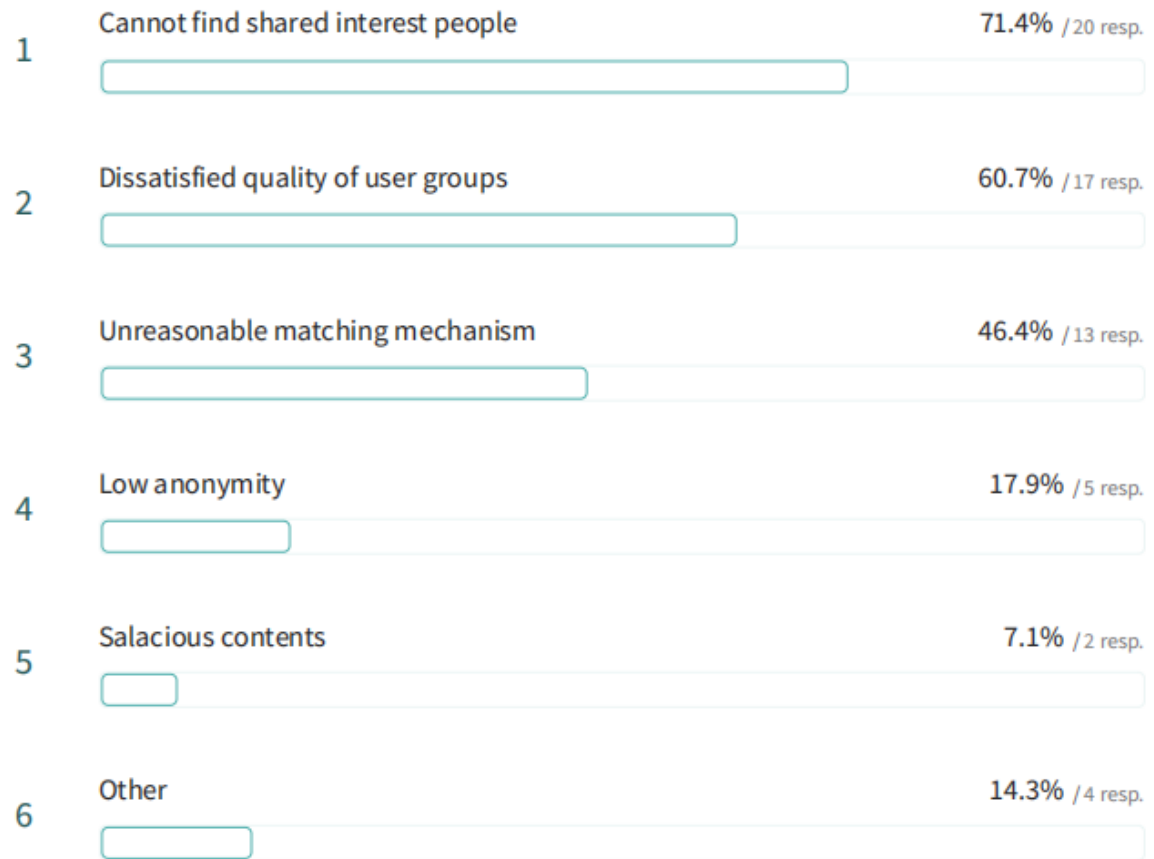 1
Cannot find shared interest people 71.4% / 20 resp.
2
Dissatisfied quality of user groups 60.7% / 17 resp.
3
Unreasonable matching mechanism 46.4% / 13 resp.
4
Low anonymity 17.9% / 5 resp.
5
Salacious contents 7.1% / 2 resp.
6
Other 14.3% / 4 resp.